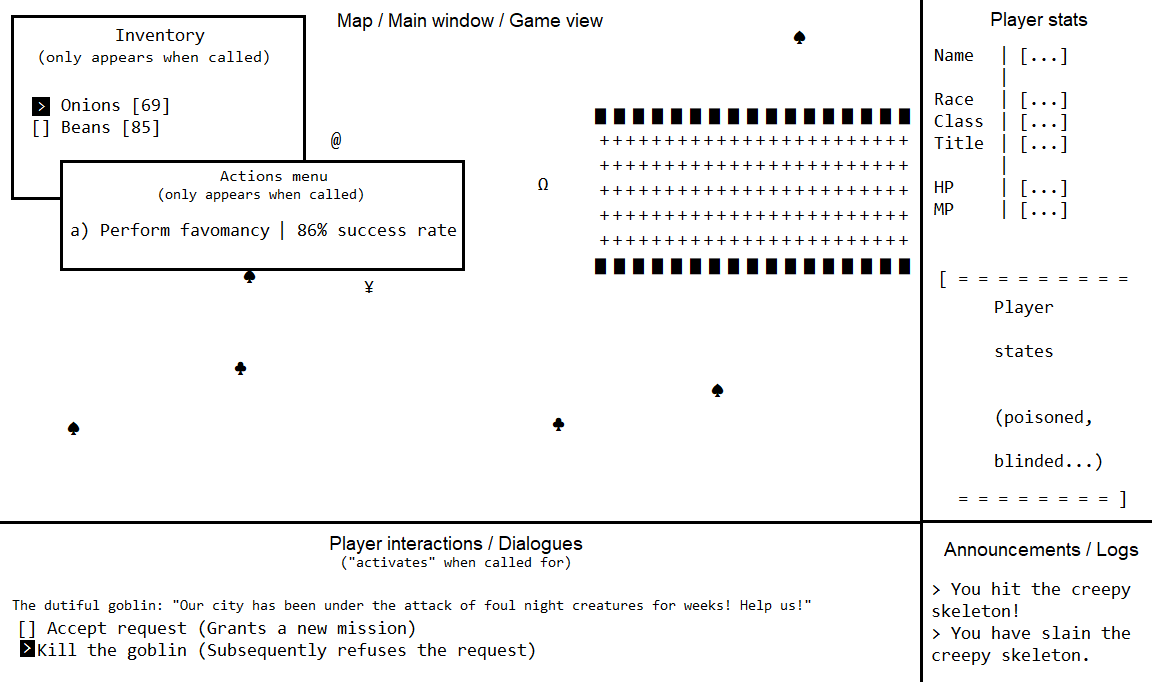 Map / Main window / Game view
Inventory
(only appears when called)
> Onions [69]
[] Beans [85]
Actions menu
(only appears when called)
a) Perform favomancy | 86% success rate
♠
@
Ω
■ ■ ■ ■ ■ ■ ■ ■ ■ ■ ■ ■ ■ ■ ■ ■ ■
+++++++++++++++++++++++++
+++++++++++++++++++++++++
+++++++++++++++++++++++++
+++++++++++++++++++++++++
+++++++++++++++++++++++++
■ ■ ■ ■ ■ ■ ■ ■ ■ ■ ■ ■ ■ ■ ■ ■ ■
♠
¥
♣
♠
♠
♣
Player stats
Name | [...]
|
Race | [...]
Class | [...]
Title | [...]
|
HP | [...]
MP | [...]
[ = = = = = = = = =
Player
states
(poisoned,
blinded...)
= = = = = = = = ]
Player interactions / Dialogues
("activates" when called for)
The dutiful goblin: "Our city has been under the attack of foul night creatures for weeks! Help us!"
[] Accept request (Grants a new mission)
>Kill the goblin (Subsequently refuses the request)
Announcements / Logs
> You hit the creepy
skeleton!
> You have slain the
creepy skeleton.